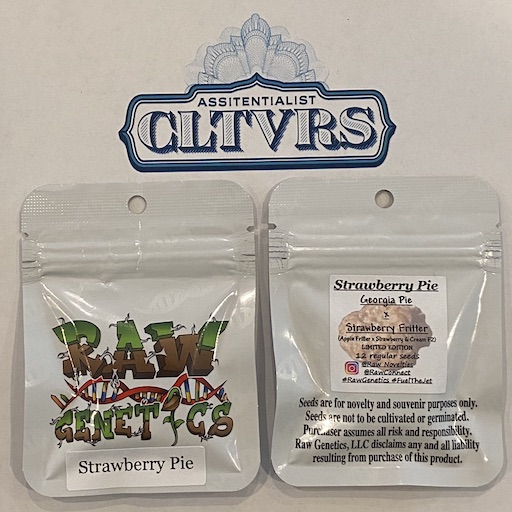 ASSITENTIALIST
CLTVRS
RAW
GENETICS
Strawberry Pie
Strawberry Pie
Georgia Pie
x
Strawberry Fritter
(Apple Fritter x Strawberry & Cream F2)
LIMITED EDITION
12 regular seeds
@Raw_Novelties
@RawConnect
#RawGenetics #FuelTheJet
Seeds are for novelty and souvenir purposes only.
Seeds are not to be cultivated or germinated.
Purchaser assumes all risk and responsibility.
Raw Genetics, LLC disclaims any and all liability
resulting from purchase of this product.